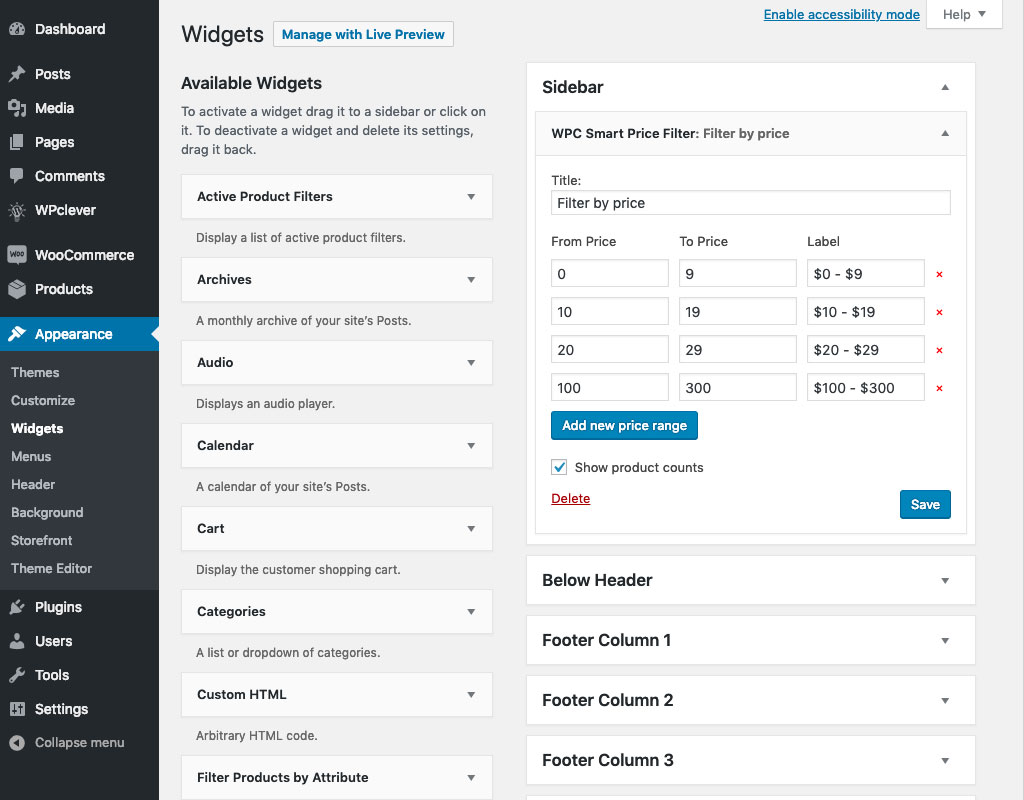 Dashboard
Posts
Media
Pages
Comments
WPclever
Woo WooCommerce
Products
Appearance
Themes
Customize
Widgets
Menus
Header
Background
Storefront
Theme Editor
Plugins
Users
Tools
Settings
Collapse menu
Enable accessibility mode
Help
Widgets
Manage with Live Preview
Available Widgets
To activate a widget drag it to a sidebar or click on
it. To deactivate a widget and delete its settings,
drag it back.
Active Product Filters
Display a list of active product filters.
Archives
A monthly archive of your site's Posts.
Audio
Displays an audio player.
Calendar
A calendar of your site's Posts.
Cart
Display the customer shopping cart.
Categories
A list or dropdown of categories.
Custom HTML
Arbitrary HTML code.
Filter Products by Attribute
Sidebar
WPC Smart Price Filter: Filter by price
Title:
Filter by price
From Price To Price Label
0 9 $0 - $9 ×
10 19 $10 - $19 ×
20 29 $20 - $29 ×
100 300 $100 - $300 ×
Add new price range
Show product counts
Delete
Save
Below Header
Footer Column 1
Footer Column 2
Footer Column 3